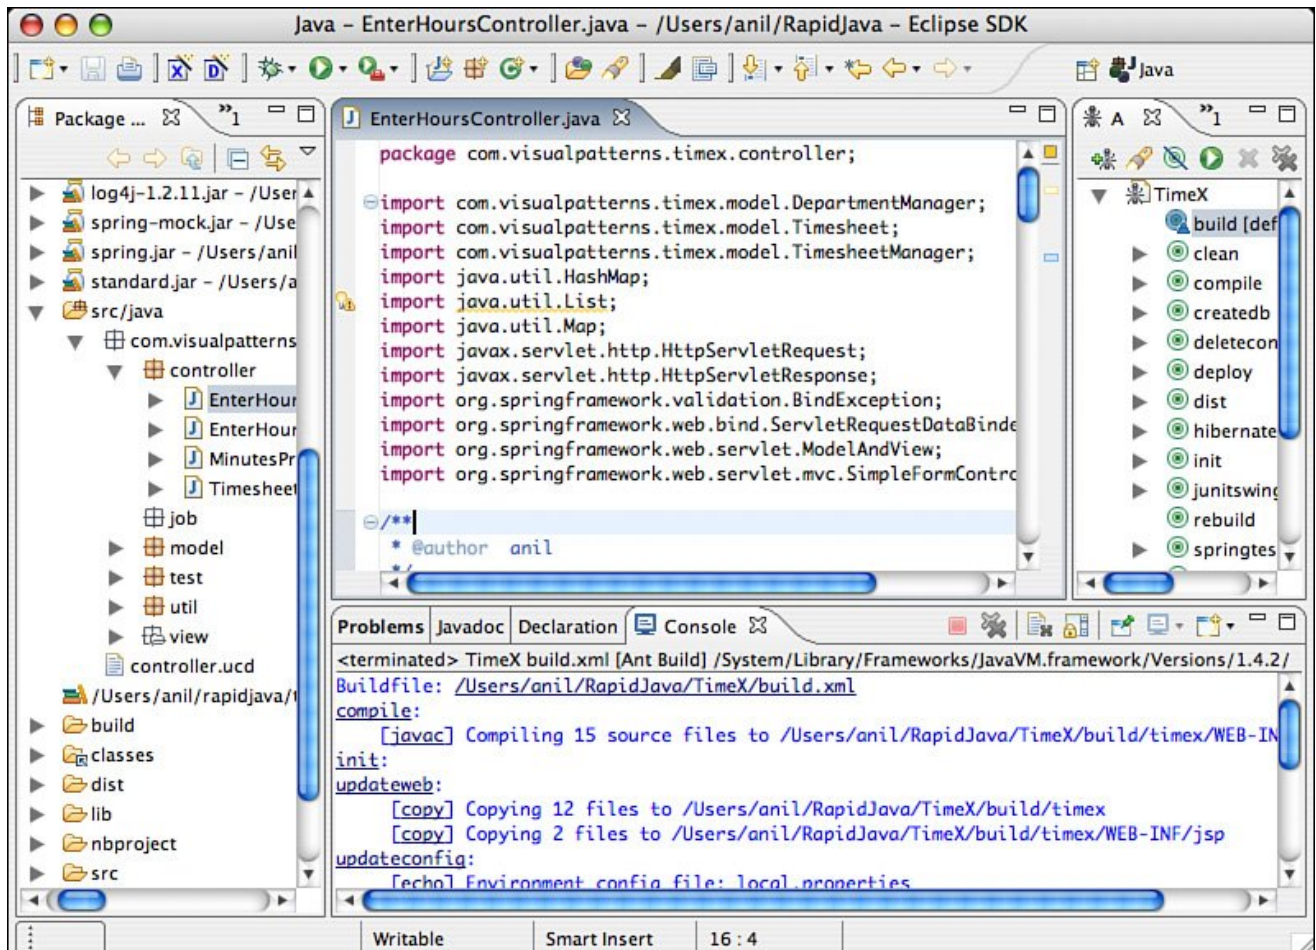 Java – EnterHoursController.java – /Users/anil/RapidJava – Eclipse SDK
Java
Package ... 1
log4j-1.2.11.jar – /User
spring-mock.jar – /Use
spring.jar – /Users/anil
standard.jar – /Users/a
src/java
com.visualpatterns
controller
EnterHour
EnterHour
MinutesPr
Timesheet
job
model
test
util
view
controller.ucd
/Users/anil/rapidjava/t
build
classes
dist
lib
nbproject
src
EnterHoursController.java
package com.visualpatterns.timex.controller;
import com.visualpatterns.timex.model.DepartmentManager;
import com.visualpatterns.timex.model.Timesheet;
import com.visualpatterns.timex.model.TimesheetManager;
import java.util.HashMap;
import java.util.List;
import java.util.Map;
import javax.servlet.http.HttpServletRequest;
import javax.servlet.http.HttpServletResponse;
import org.springframework.validation.BindException;
import org.springframework.web.bind.ServletRequestDataBinde
import org.springframework.web.servlet.ModelAndView;
import org.springframework.web.servlet.mvc.SimpleFormContro
/**
* @author anil
*/
A 1
TimeX
build [def
clean
compile
createdb
deletecon
deploy
dist
hibernate
init
junitswing
rebuild
springtes
Problems Javadoc Declaration Console
<terminated> TimeX build.xml [Ant Build] /System/Library/Frameworks/JavaVM.framework/Versions/1.4.2/
Buildfile: /Users/anil/RapidJava/TimeX/build.xml
compile:
[javac] Compiling 15 source files to /Users/anil/RapidJava/TimeX/build/timex/WEB-IN
init:
updateweb:
[copy] Copying 12 files to /Users/anil/RapidJava/TimeX/build/timex
[copy] Copying 2 files to /Users/anil/RapidJava/TimeX/build/timex/WEB-INF/jsp
updateconfig:
[echo] Environment config file: local.properties
Writable Smart Insert 16 : 4